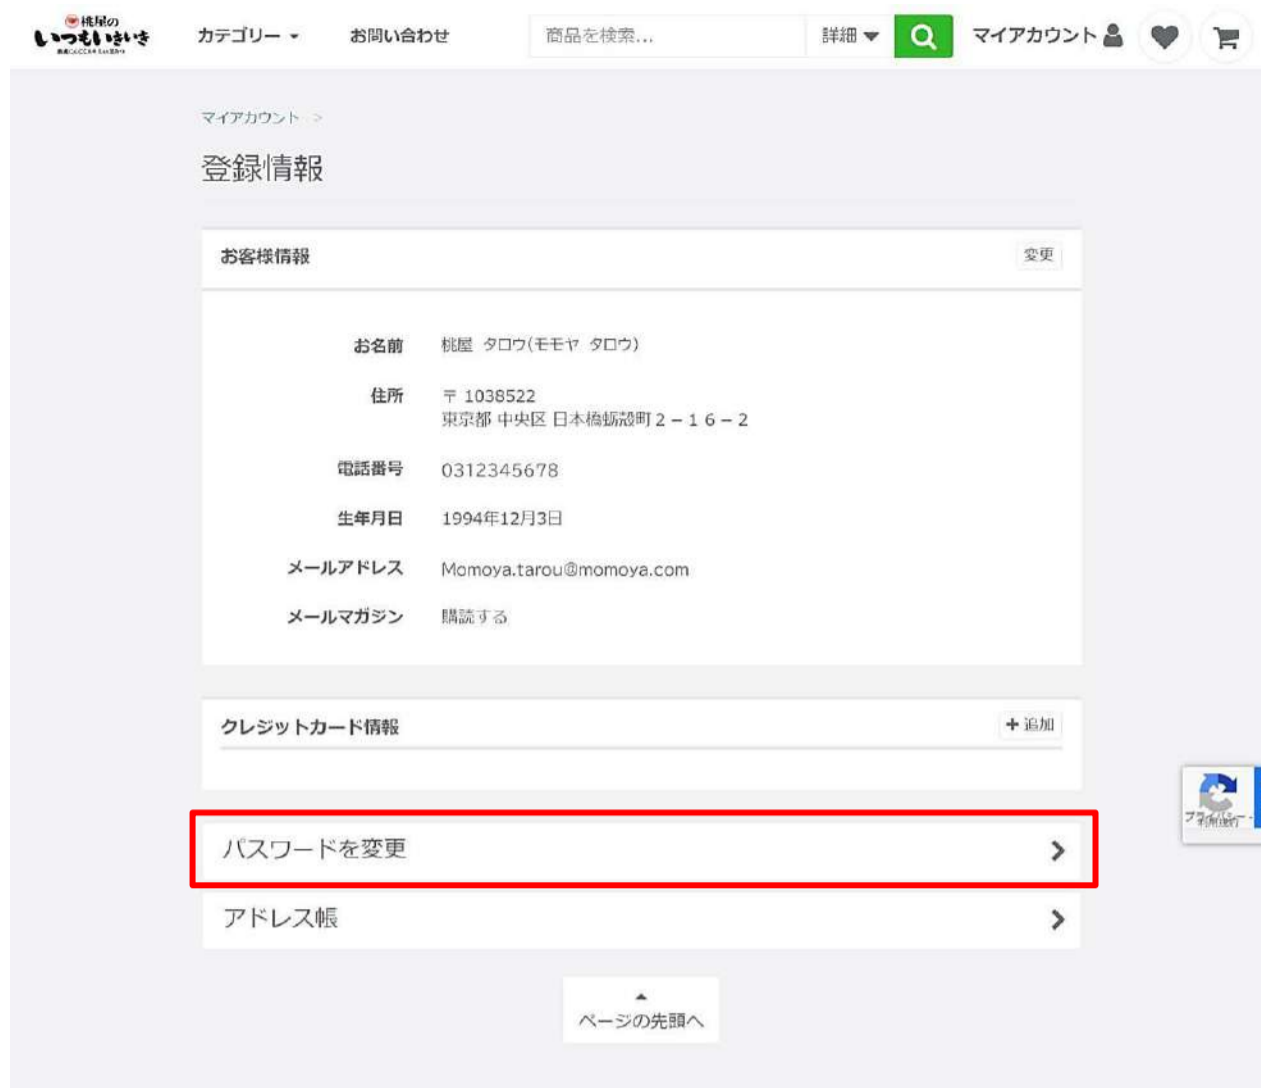 桃屋の
いつもいきいき
カテゴリー
お問い合わせ
商品を検索...
詳細
マイアカウント
マイアカウント >
登録情報
お客様情報
変更
お名前 桃屋 タロウ(モモヤ タロウ)
住所 〒 1038522
東京都 中央区 日本橋蛎殻町２－１６－２
電話番号 0312345678
生年月日 1994年12月3日
メールアドレス Momoya.tarou@momoya.com
メールマガジン 購読する
クレジットカード情報
+ 追加
パスワードを変更
アドレス帳
ページの先頭へ